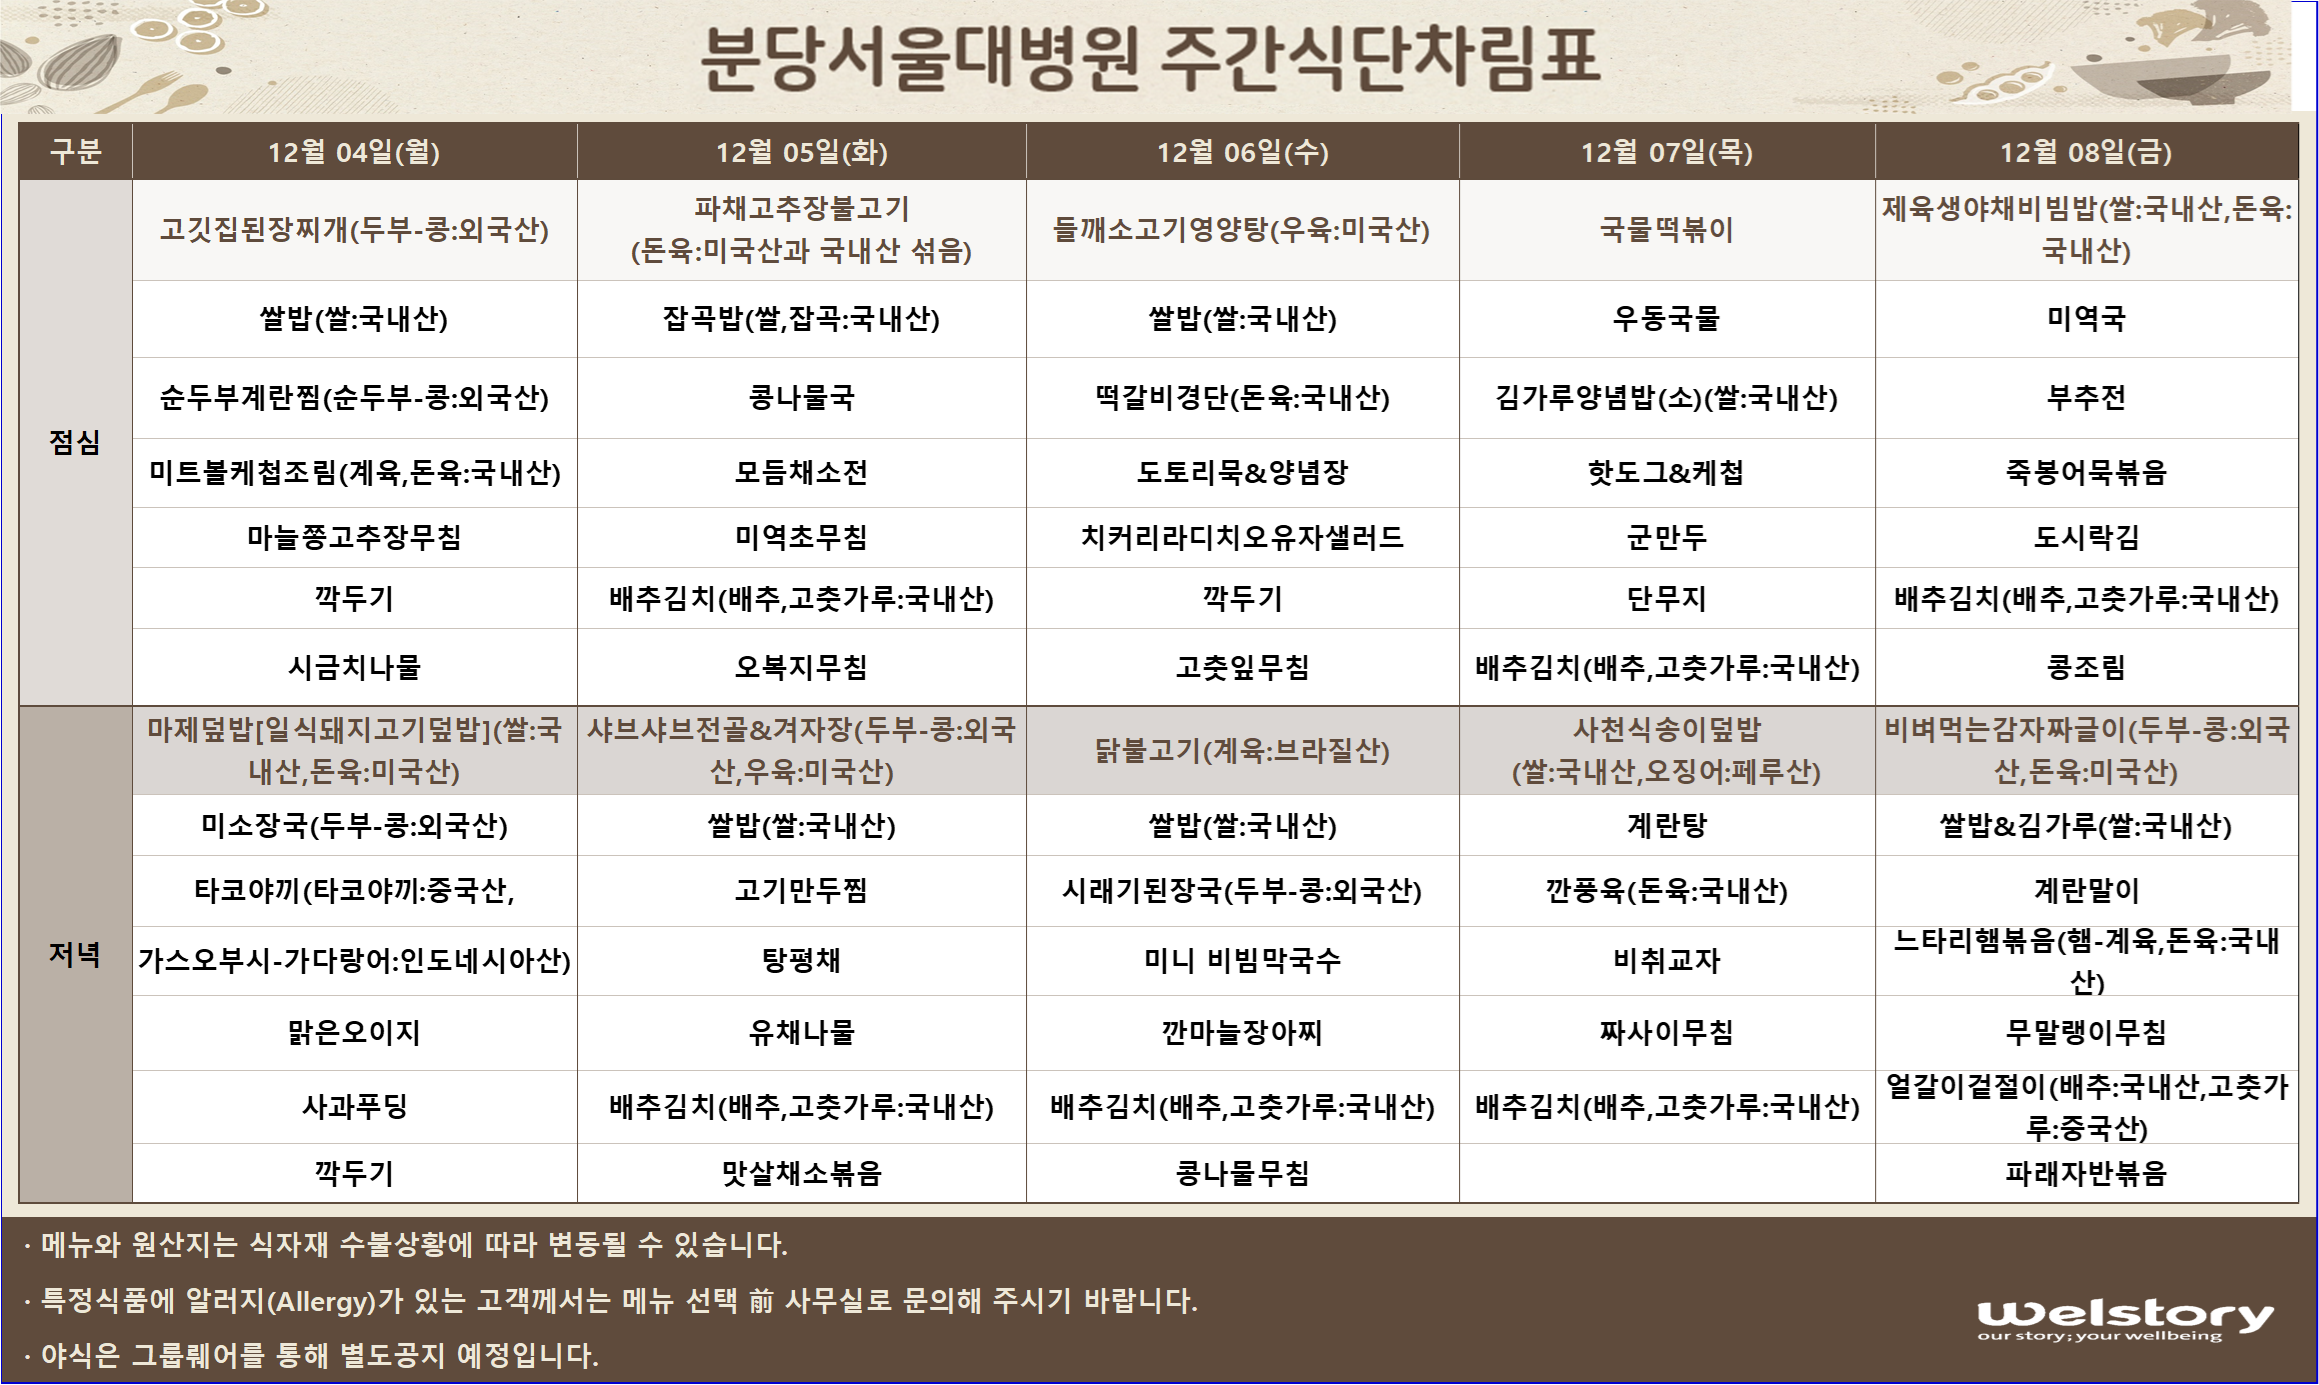 분당서울대병원 주간식단차림표
구분 12월 04일(월) 12월 05일(화) 12월 06일(수) 12월 07일(목) 12월 08일(금)
점심
고깃집된장찌개(두부-콩:외국산) 파채고추장불고기 (돈육:미국산과 국내산 섞음) 들깨소고기영양탕(우육:미국산) 국물떡볶이 제육생야채비빔밥(쌀:국내산,돈육:국내산)
쌀밥(쌀:국내산) 잡곡밥(쌀,잡곡:국내산) 쌀밥(쌀:국내산) 우동국물 미역국
순두부계란찜(순두부-콩:외국산) 콩나물국 떡갈비경단(돈육:국내산) 김가루양념밥(소)(쌀:국내산) 부추전
미트볼케첩조림(계육,돈육:국내산) 모듬채소전 도토리묵&양념장 핫도그&케첩 죽봉어묵볶음
마늘쫑고추장무침 미역초무침 치커리라디치오유자샐러드 군만두 도시락김
깍두기 배추김치(배추,고춧가루:국내산) 깍두기 단무지 배추김치(배추,고춧가루:국내산)
시금치나물 오복지무침 고춧잎무침 배추김치(배추,고춧가루:국내산) 콩조림
저녁
마제덮밥[일식돼지고기덮밥](쌀:국내산,돈육:미국산) 샤브샤브전골&겨자장(두부-콩:외국산,우육:미국산) 닭불고기(계육:브라질산) 사천식송이덮밥 (쌀:국내산,오징어:페루산) 비벼먹는감자짜글이(두부-콩:외국산,돈육:미국산)
미소장국(두부-콩:외국산) 쌀밥(쌀:국내산) 쌀밥(쌀:국내산) 계란탕 쌀밥&김가루(쌀:국내산)
타코야끼(타코야끼:중국산, 고기만두찜 시래기된장국(두부-콩:외국산) 깐풍육(돈육:국내산) 계란말이
가스오부시-가다랑어:인도네시아산) 탕평채 미니 비빔막국수 비취교자 느타리햄볶음(햄-계육,돈육:국내산)
맑은오이지 유채나물 깐마늘장아찌 짜사이무침 무말랭이무침
사과푸딩 배추김치(배추,고춧가루:국내산) 배추김치(배추,고춧가루:국내산) 배추김치(배추,고춧가루:국내산) 얼갈이겉절이(배추:국내산,고춧가루:중국산)
깍두기 맛살채소볶음 콩나물무침 파래자반볶음
· 메뉴와 원산지는 식자재 수불상황에 따라 변동될 수 있습니다.
· 특정식품에 알러지(Allergy)가 있는 고객께서는 메뉴 선택 前 사무실로 문의해 주시기 바랍니다.
· 야식은 그룹웨어를 통해 별도공지 예정입니다.
welstory
our story; your wellbeing